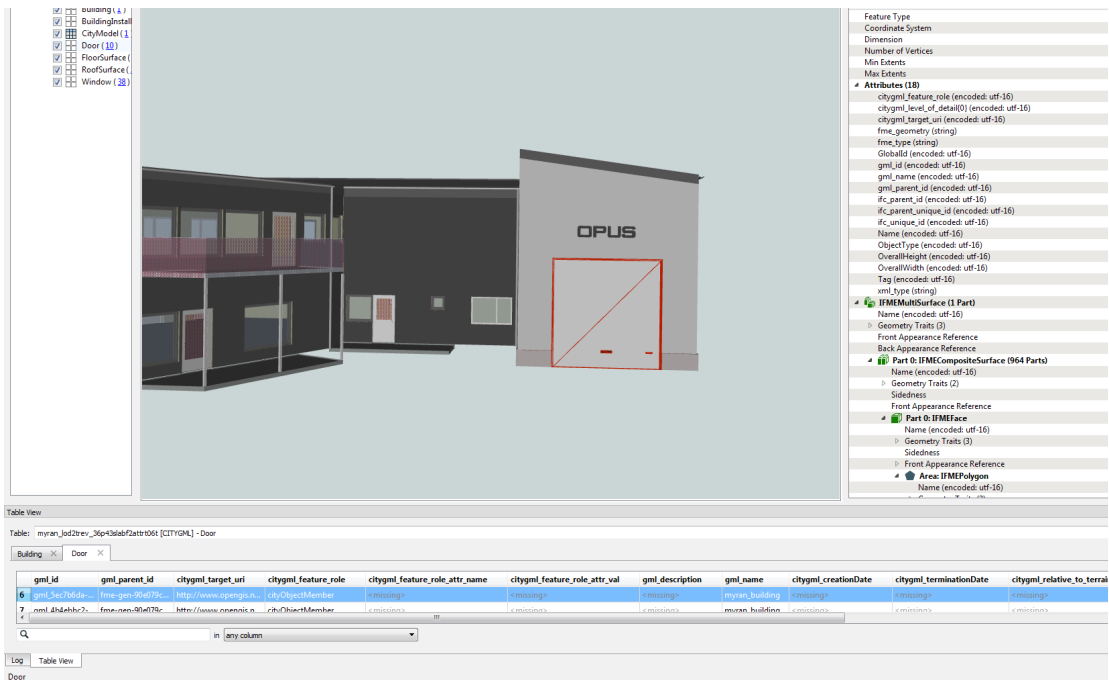 Building (1)
BuildingInstall
CityModel (1
Door (10)
FloorSurface (
RoofSurface (
Window (38)
OPUS
Feature Type
Coordinate System
Dimension
Number of Vertices
Min Extents
Max Extents
Attributes (18)
citygml_feature_role (encoded: utf-16)
citygml_level_of_detail{0} (encoded: utf-16)
citygml_target_uri (encoded: utf-16)
fme_geometry (string)
fme_type (string)
GlobalId (encoded: utf-16)
gml_id (encoded: utf-16)
gml_name (encoded: utf-16)
gml_parent_id (encoded: utf-16)
ifc_parent_id (encoded: utf-16)
ifc_parent_unique_id (encoded: utf-16)
ifc_unique_id (encoded: utf-16)
Name (encoded: utf-16)
ObjectType (encoded: utf-16)
OverallHeight (encoded: utf-16)
OverallWidth (encoded: utf-16)
Tag (encoded: utf-16)
xml_type (string)
IFMEMultiSurface (1 Part)
Name (encoded: utf-16)
Geometry Traits (3)
Front Appearance Reference
Back Appearance Reference
Part 0: IFMECompositeSurface (964 Parts)
Name (encoded: utf-16)
Geometry Traits (2)
Sidedness
Front Appearance Reference
Part 0: IFMEFace
Name (encoded: utf-16)
Geometry Traits (3)
Sidedness
Front Appearance Reference
Area: IFMEPolygon
Name (encoded: utf-16)
Table View
Table: myran_lod2trev_36p43slabf2attrt06t [CITYGML] - Door
Building Door
gml_id gml_parent_id citygml_target_uri citygml_feature_role citygml_feature_role_attr_name citygml_feature_role_attr_val gml_description gml_name citygml_creationDate citygml_terminationDate citygml_relative_to_terrain
6 gml_5ec7b6da-... fme-gen-90e079c... http://www.opengis.n... cityObjectMember <missing> <missing> <missing> myran_building <missing> <missing> <missing>
7 gml_4b4ebbc2-... fme-gen-90e079c... http://www.opengis.n... cityObjectMember <missing> <missing> <missing> myran_building <missing> <missing> <missing>
in any column
Log Table View
Door